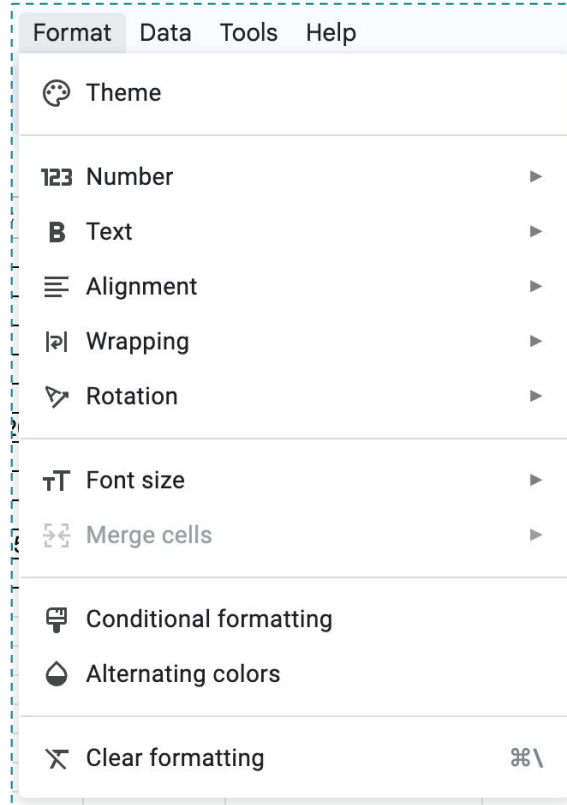 Format Data Tools Help
Theme
123 Number
B Text
Alignment
Wrapping
Rotation
Font size
Merge cells
Conditional formatting
Alternating colors
Clear formatting ⌘\